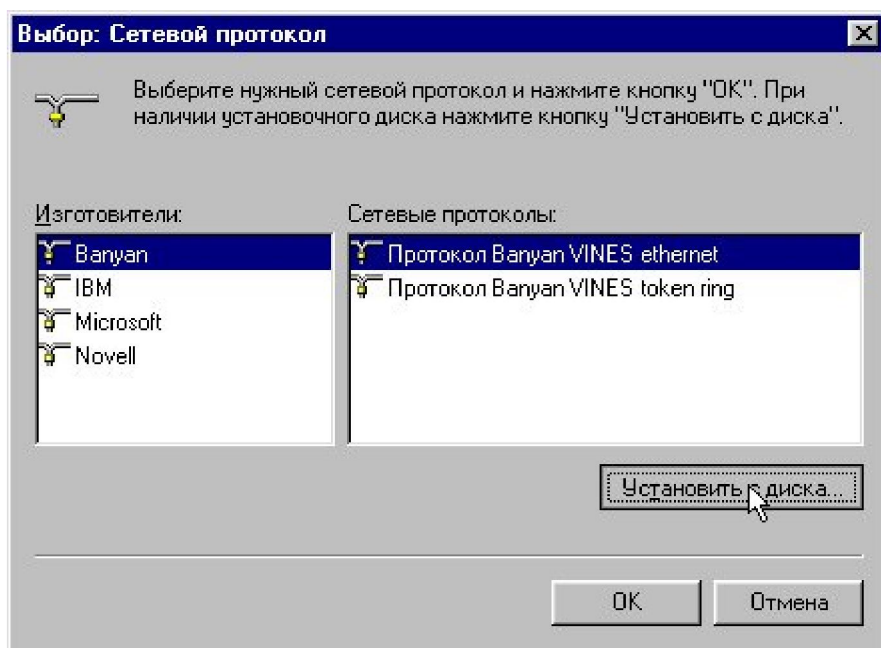 Выбор: Сетевой протокол
Выберите нужный сетевой протокол и нажмите кнопку "ОК". При
наличии установочного диска нажмите кнопку "Установить с диска".
Изготовители:
Сетевые протоколы:
Banyan
IBM
Microsoft
Novell
Протокол Banyan VINES ethernet
Протокол Banyan VINES token ring
Установить с диска...
ОК
Отмена